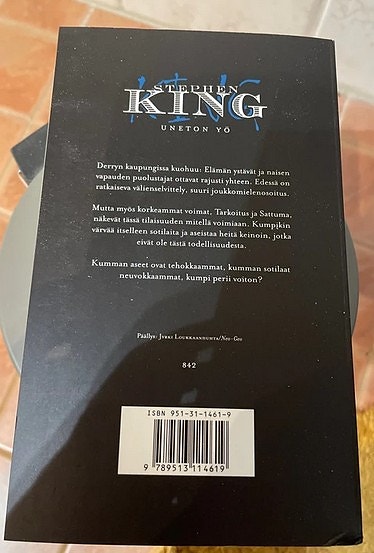 STEPHEN
KING
UNETON YÖ
Derryn kaupungissa kuohuu: Elämän ystävät ja naisen
vapauden puolustajat ottavat rajusti yhteen. Edessä on
ratkaiseva välienselvittely, suuri joukkomielenosoitus.
Mutta myös korkeammat voimat, Tarkoitus ja Sattuma,
näkevät tässä tilaisuuden mitellä voimiaan. Kumpikin
värvää itselleen sotilaita ja aseistaa heitä keinoin, jotka
eivät ole tästä todellisuudesta.
Kumman aseet ovat tehokkaammat, kumman sotilaat
neuvokkaammat, kumpi perii voiton?
Päällys: Jyrki Loukkaanhuhta/Neo-Geo
842
ISBN 951-31-1461-9
9 789513 114619